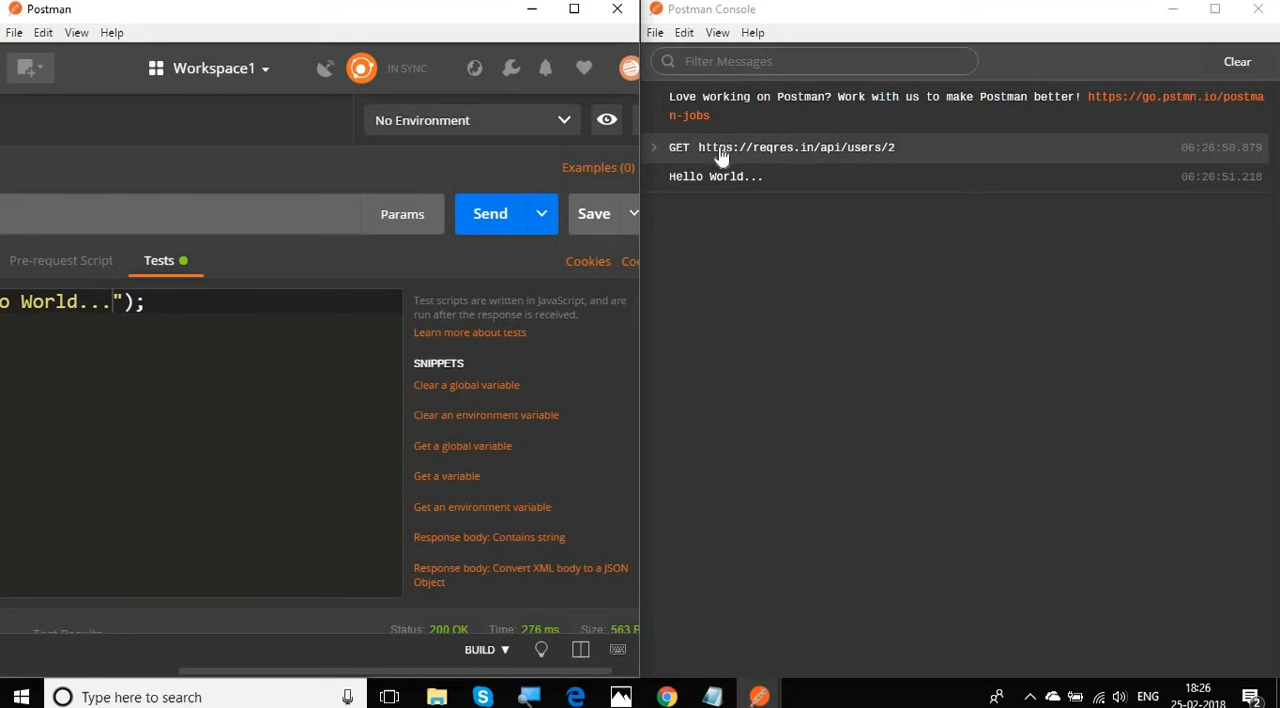 Postman
File Edit View Help
Workspace1
IN SYNC
No Environment
Examples (0)
Params
Send
Save
Pre-request Script
Tests
Cookies
o World...");
Test scripts are written in JavaScript, and are
run after the response is received.
Learn more about tests
SNIPPETS
Clear a global variable
Clear an environment variable
Get a global variable
Get a variable
Get an environment variable
Response body: Contains string
Response body: Convert XML body to a JSON
Object
Status: 200 OK Time: 276 ms Size: 563
BUILD ▼
Postman Console
File Edit View Help
Filter Messages
Clear
Love working on Postman? Work with us to make Postman better! https://go.pstmn.io/postma
n-jobs
GET https://reqres.in/api/users/2 06:26:50.879
Hello World... 06:26:51.218
Type here to search
ENG
18:26
25-02-2018
2